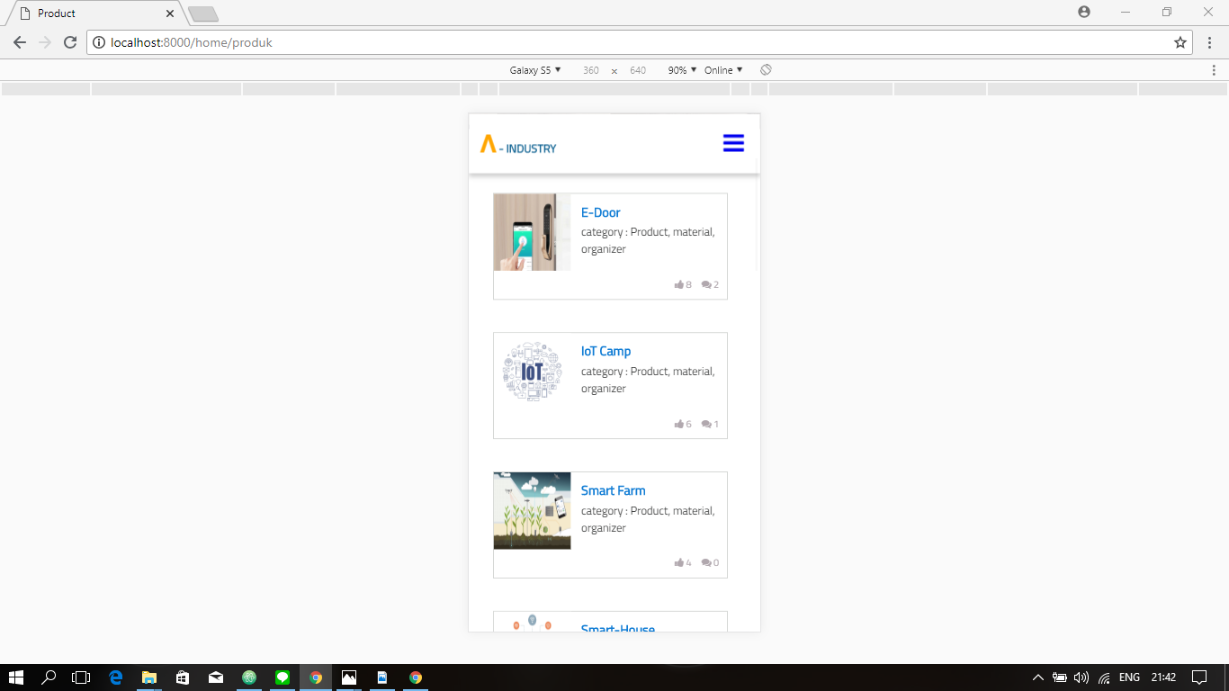 Product
localhost:8000/home/produk
Galaxy S5 ▼ 360 x 640 90% ▼ Online ▼
Λ - INDUSTRY
E-Door
category : Product, material,
organizer
8 2
IoT
IoT Camp
category : Product, material,
organizer
6 1
Smart Farm
category : Product, material,
organizer
4 0
Smart-House
ENG 21:42